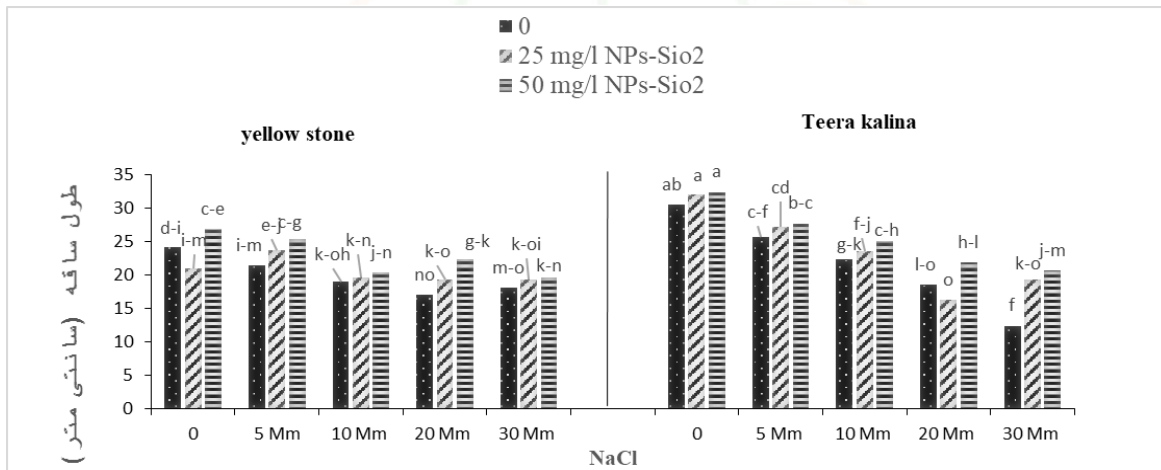 0
25 mg/l NPs-Sio2
50 mg/l NPs-Sio2
yellow stone
Teera kalina
طول ساقه (سانتی متر)
35
30
25
20
15
10
5
0
d-i i-m c-e i-m e-j c-g k-oh k-n j-n no k-o g-k m-o k-oi k-n
ab a a c-f cd b-c g-k f-j c-h l-o o h-l f k-o j-m
0 5 Mm 10 Mm 20 Mm 30 Mm 0 5 Mm 10 Mm 20 Mm 30 Mm
NaCl